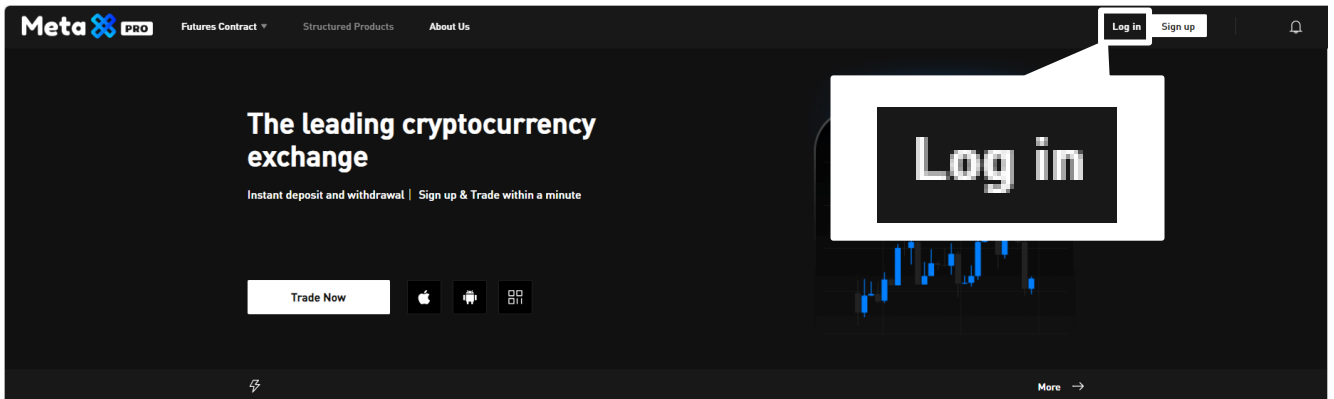 Meta PRO Futures Contract Structured Products About Us Log in Sign up
The leading cryptocurrency
exchange
Instant deposit and withdrawal | Sign up & Trade within a minute
Log in
Trade Now
More